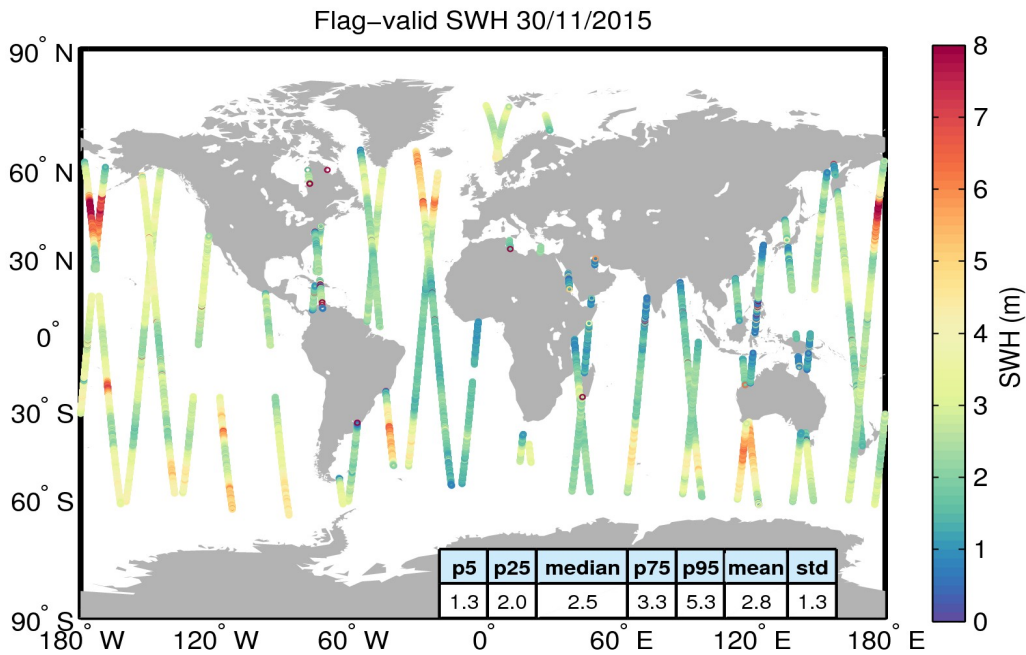 Flag−valid SWH 30/11/2015
90° N
60° N
30° N
0°
30° S
60° S
90° S
180° W 120° W 60° W 0° 60° E 120° E 180° E
p5 p25 median p75 p95 mean std
1.3 2.0 2.5 3.3 5.3 2.8 1.3
8
7
6
5
4
3
2
1
0
SWH (m)